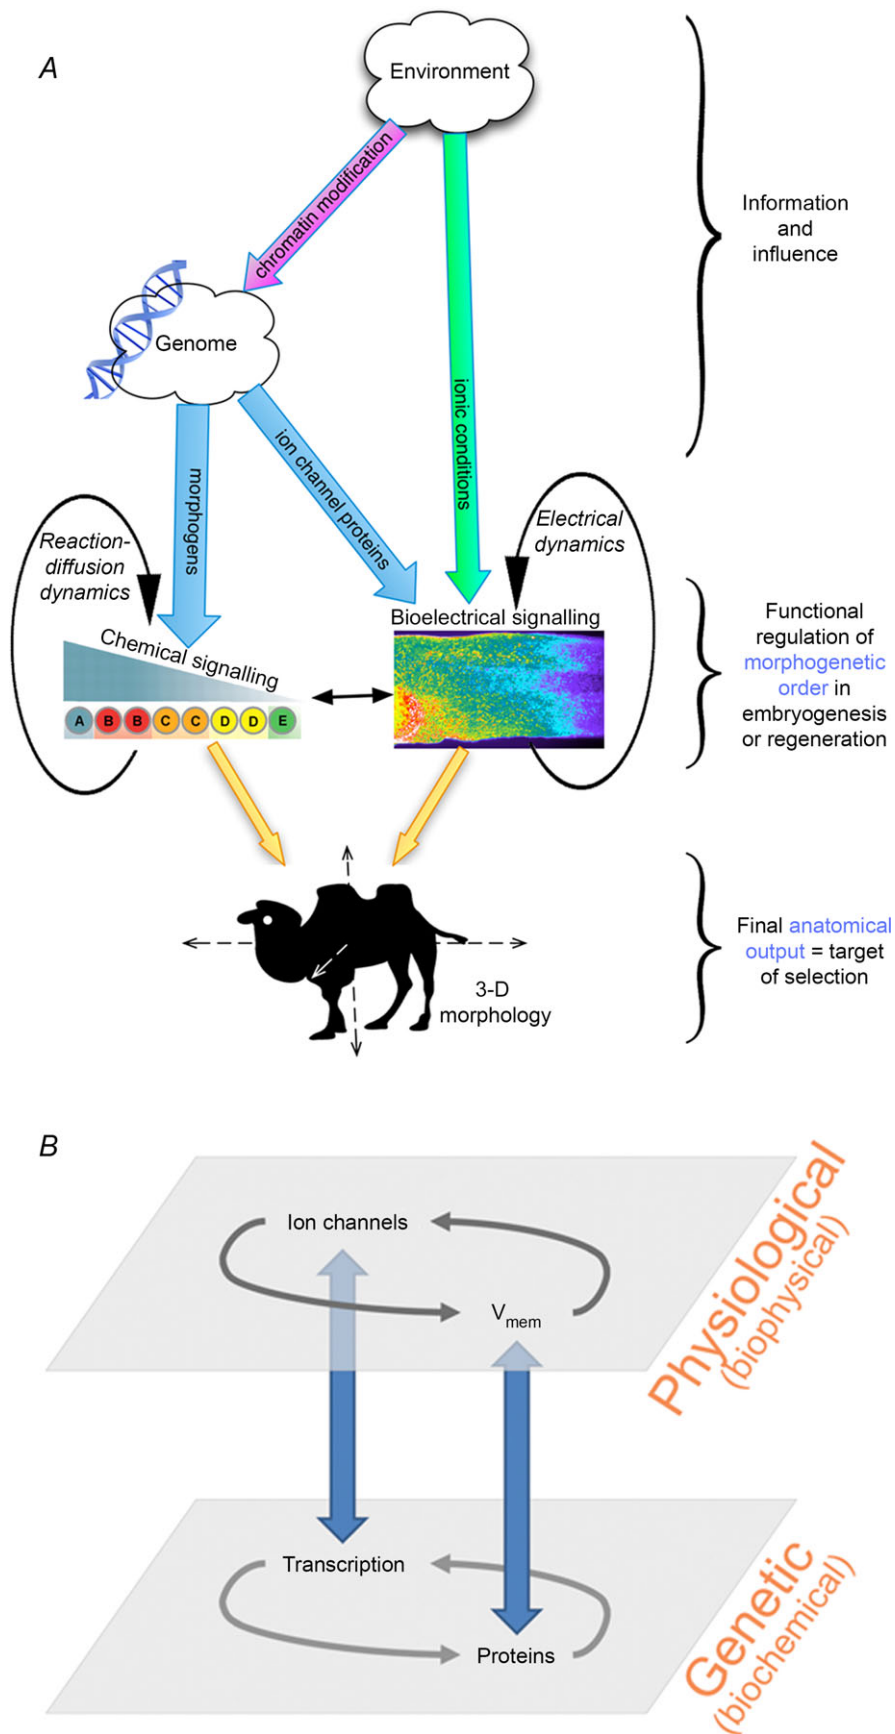 A
Environment
chromatin modification
Information
and
influence
Genome
morphogens
ion channel proteins
ionic conditions
Reaction-
diffusion
dynamics
Electrical
dynamics
Chemical signalling
A B B C C D D E
Bioelectrical signalling
Functional
regulation of
morphogenetic
order in
embryogenesis
or regeneration
3-D
morphology
Final anatomical
output = target
of selection
B
Ion channels
Vmem
Physiological
(biophysical)
Transcription
Proteins
Genetic
(biochemical)